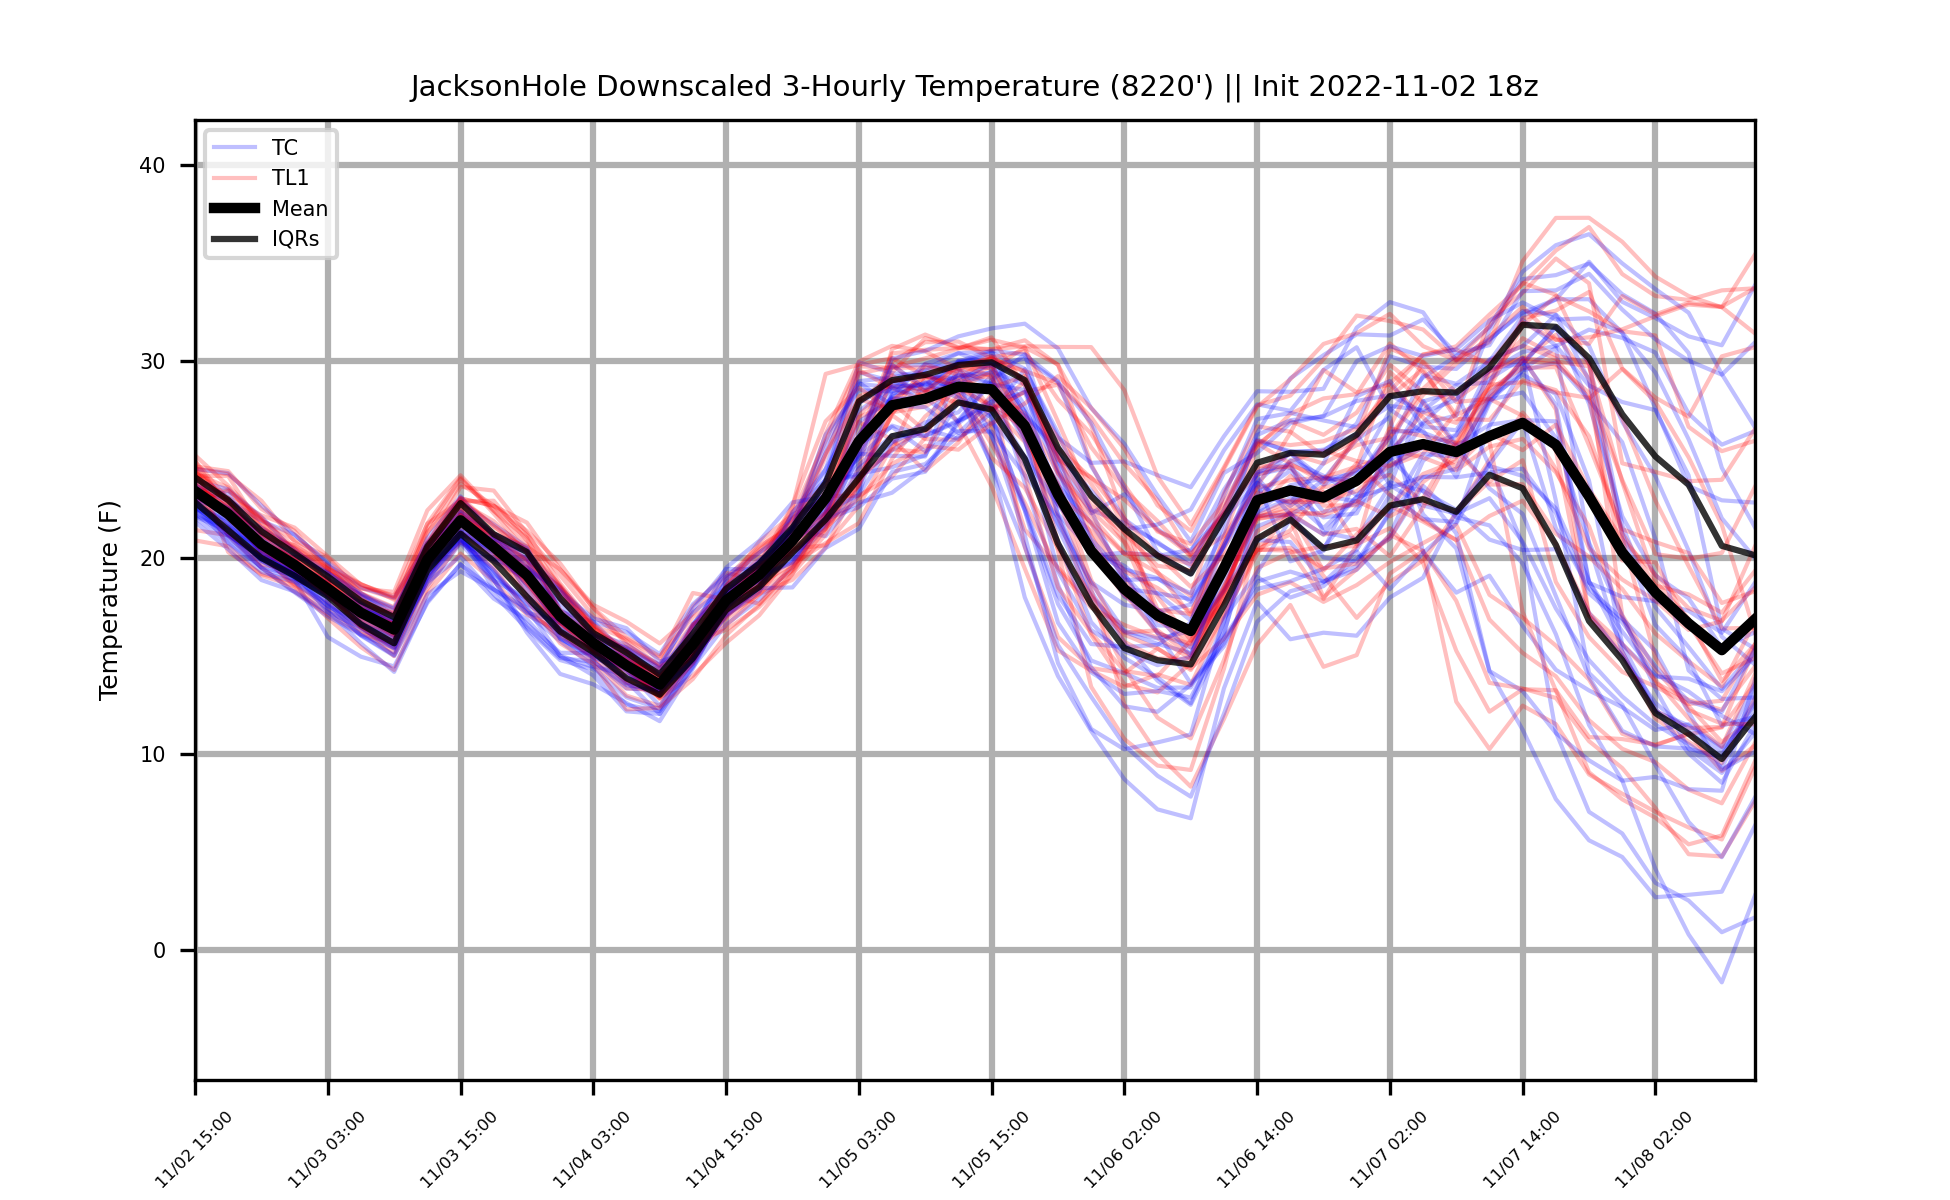 JacksonHole Downscaled 3-Hourly Temperature (8220') || Init 2022-11-02 18z
TC
TL1
Mean
IQRs
Temperature (F)
40
30
20
10
0
11/02 15:00
11/03 03:00
11/03 15:00
11/04 03:00
11/04 15:00
11/05 03:00
11/05 15:00
11/06 02:00
11/06 14:00
11/07 02:00
11/07 14:00
11/08 02:00